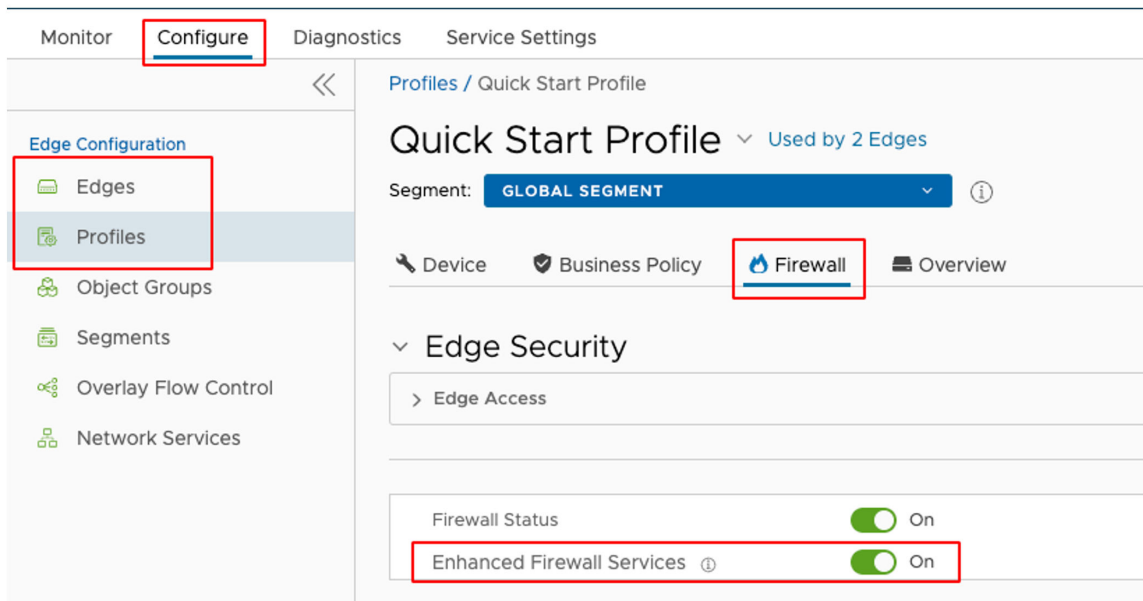 Monitor Configure Diagnostics Service Settings
Edge Configuration
Edges
Profiles
Object Groups
Segments
Overlay Flow Control
Network Services
Profiles / Quick Start Profile
Quick Start Profile Used by 2 Edges
Segment: GLOBAL SEGMENT
Device Business Policy Firewall Overview
Edge Security
Edge Access
Firewall Status On
Enhanced Firewall Services On